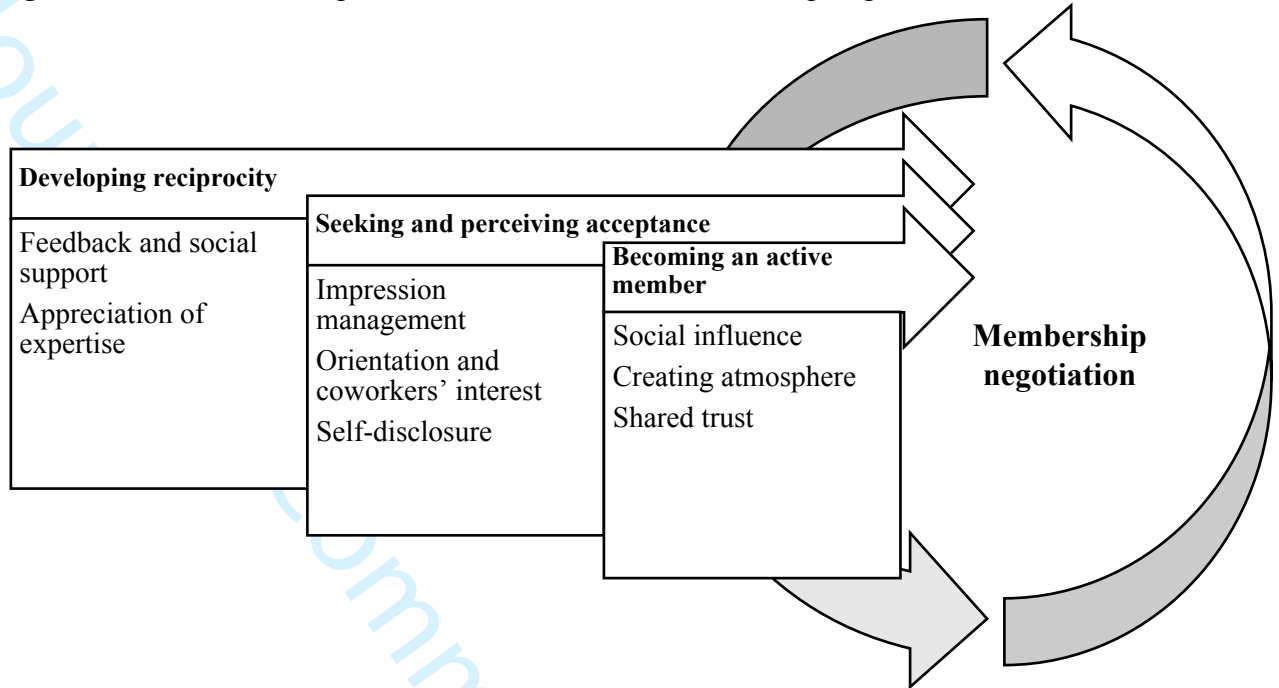 Developing reciprocity
Feedback and social
support
Appreciation of
expertise
Seeking and perceiving acceptance
Impression
management
Orientation and
coworkers’ interest
Self-disclosure
Becoming an active
member
Social influence
Creating atmosphere
Shared trust
Membership
negotiation